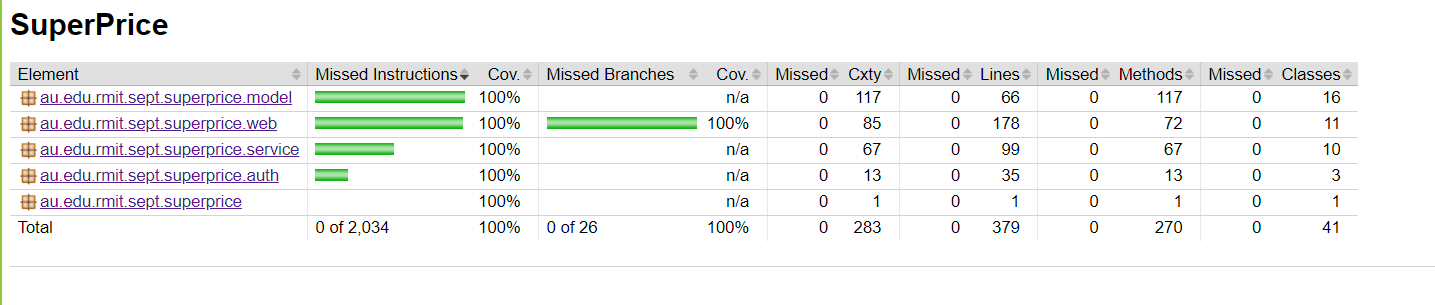 SuperPrice
Element Missed Instructions Cov. Missed Branches Cov. Missed Cxty Missed Lines Missed Methods Missed Classes
au.edu.rmit.sept.superprice.model 100% n/a 0 117 0 66 0 117 0 16
au.edu.rmit.sept.superprice.web 100% 100% 0 85 0 178 0 72 0 11
au.edu.rmit.sept.superprice.service 100% n/a 0 67 0 99 0 67 0 10
au.edu.rmit.sept.superprice.auth 100% n/a 0 13 0 35 0 13 0 3
au.edu.rmit.sept.superprice n/a 100% 0 1 0 1 0 1 0 1
Total 0 of 2,034 100% 0 of 26 100% 0 283 0 379 0 270 0 41